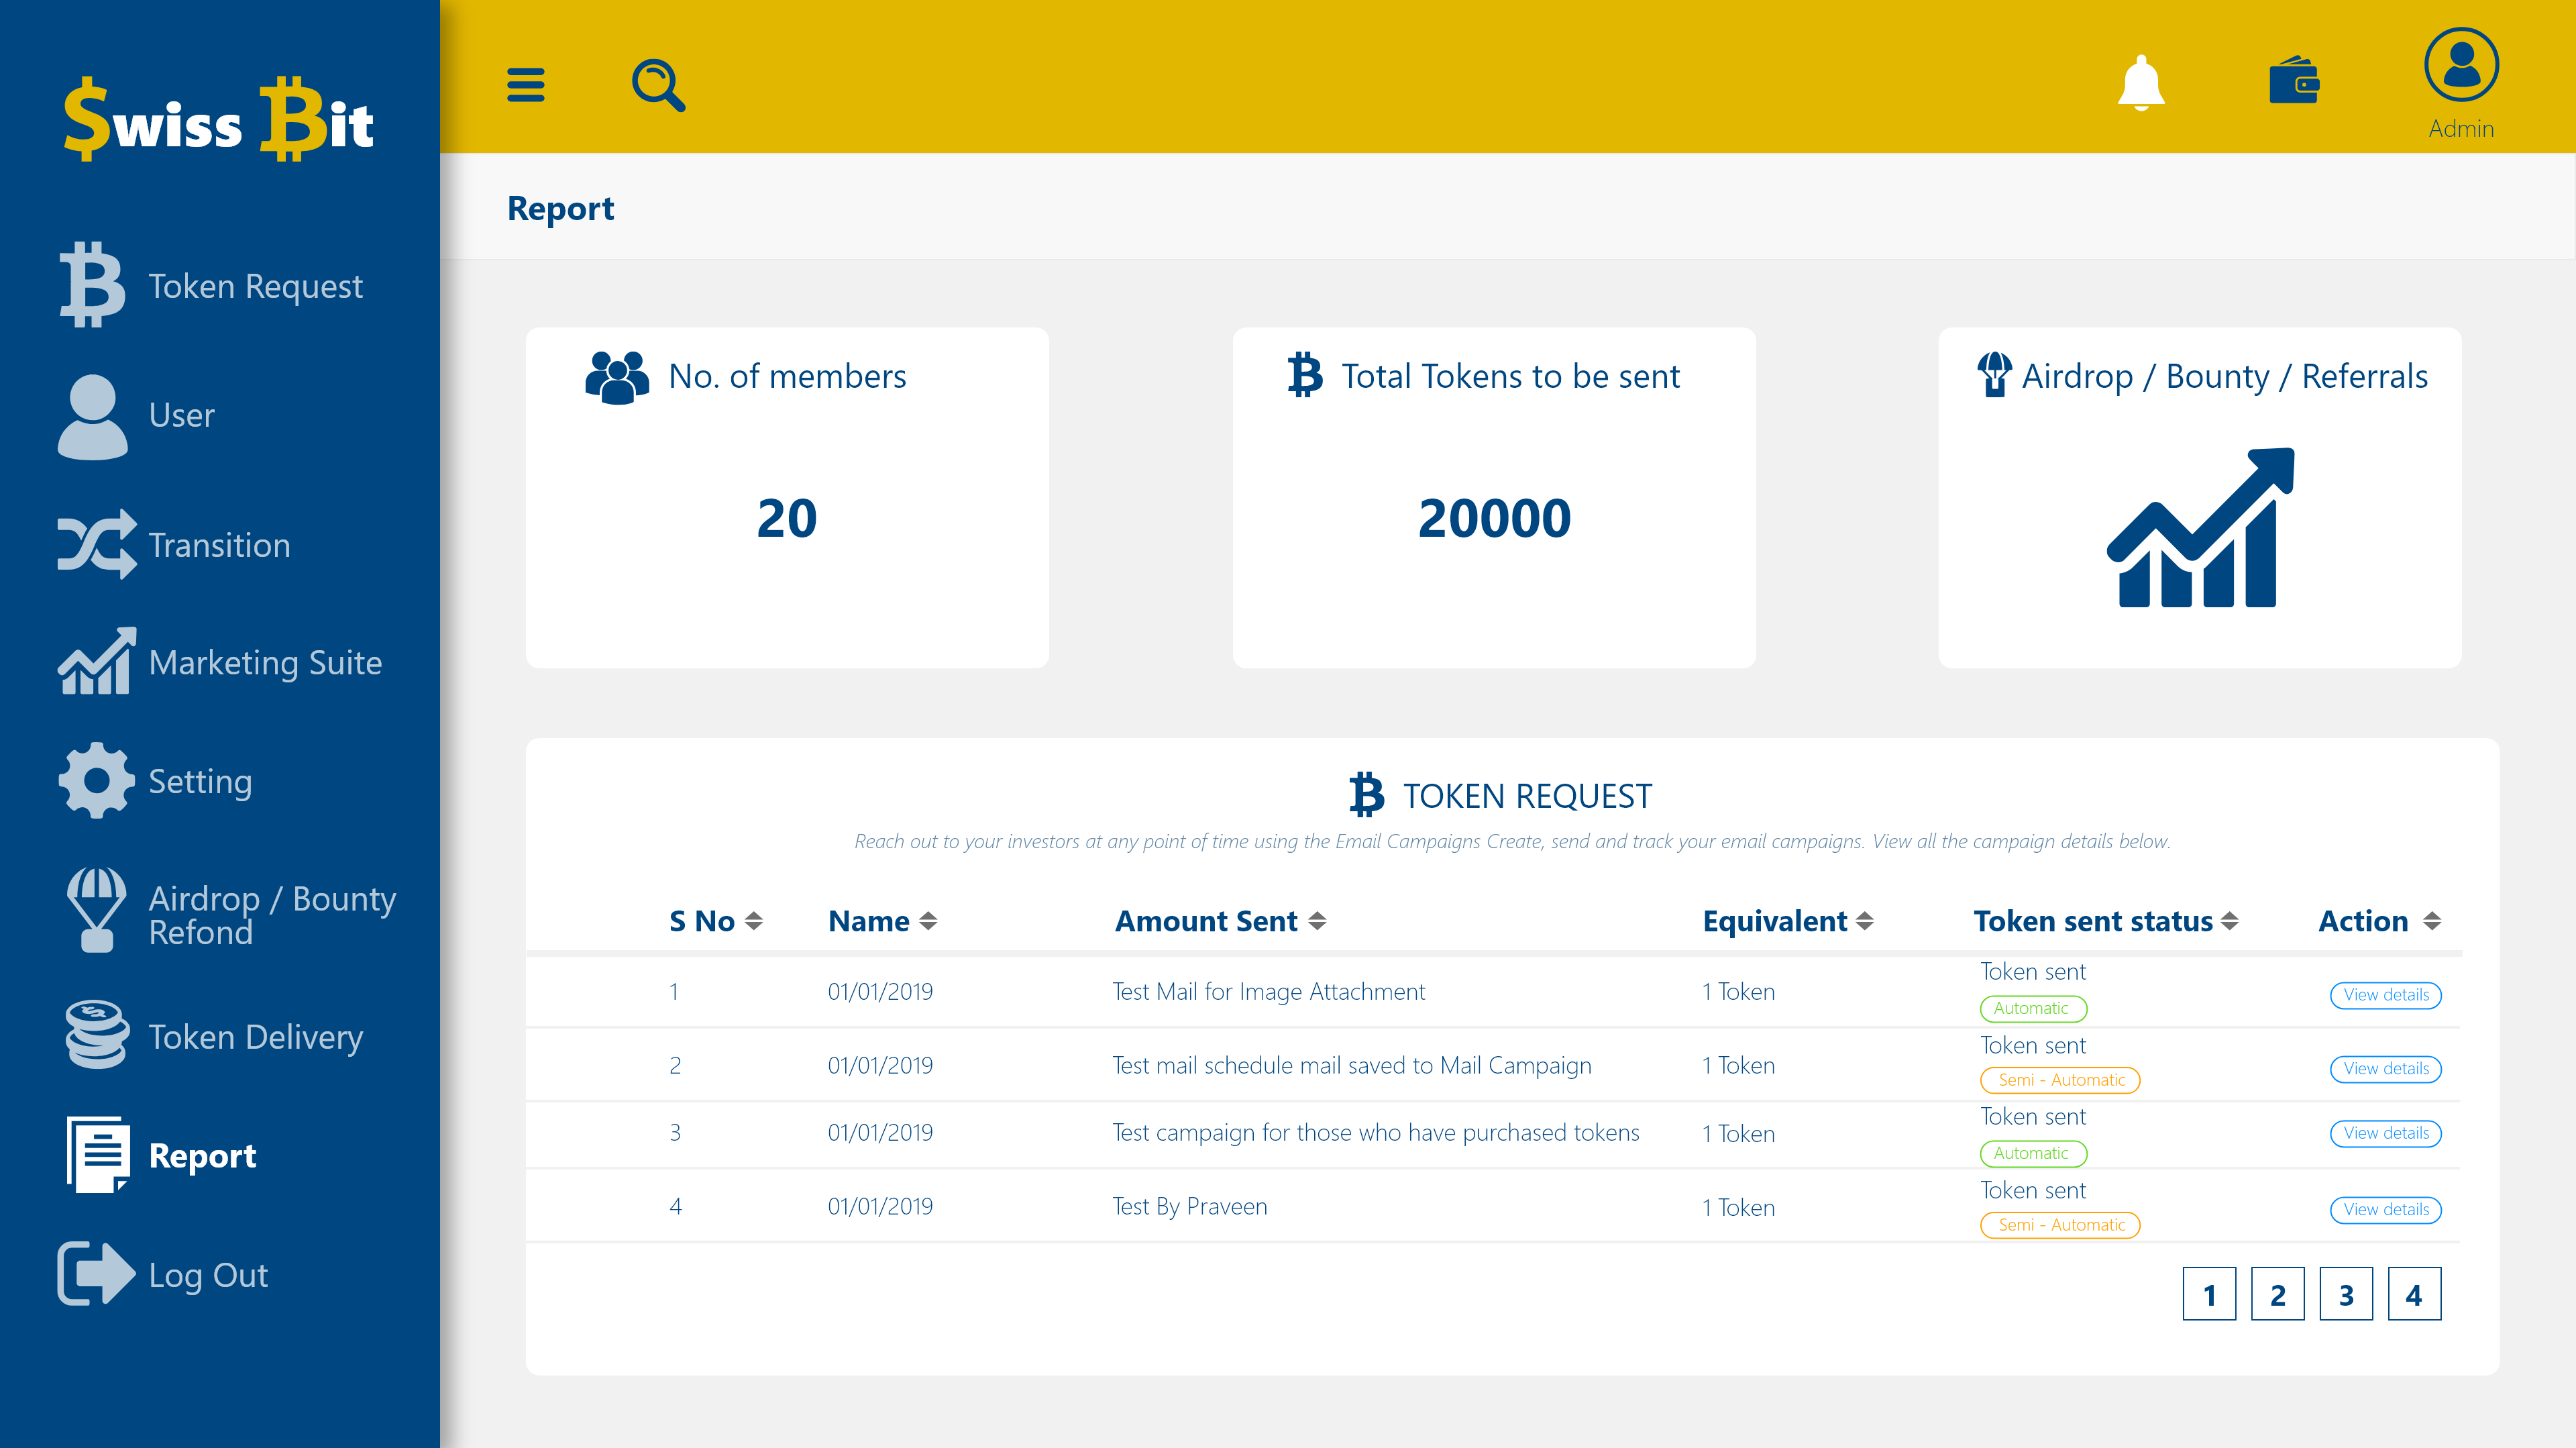 $wiss Bit
Token Request
User
Transition
Marketing Suite
Setting
Airdrop / Bounty
Refond
Token Delivery
Report
Log Out
Admin
Report
No. of members
20
Total Tokens to be sent
20000
Airdrop / Bounty / Referrals
TOKEN REQUEST
Reach out to your investors at any point of time using the Email Campaigns Create, send and track your email campaigns. View all the campaign details below.
S No Name Amount Sent Equivalent Token sent status Action
1 01/01/2019 Test Mail for Image Attachment 1 Token Token sent View details
Automatic
2 01/01/2019 Test mail schedule mail saved to Mail Campaign 1 Token Token sent View details
Semi - Automatic
3 01/01/2019 Test campaign for those who have purchased tokens 1 Token Token sent View details
Automatic
4 01/01/2019 Test By Praveen 1 Token Token sent View details
Semi - Automatic
1 2 3 4